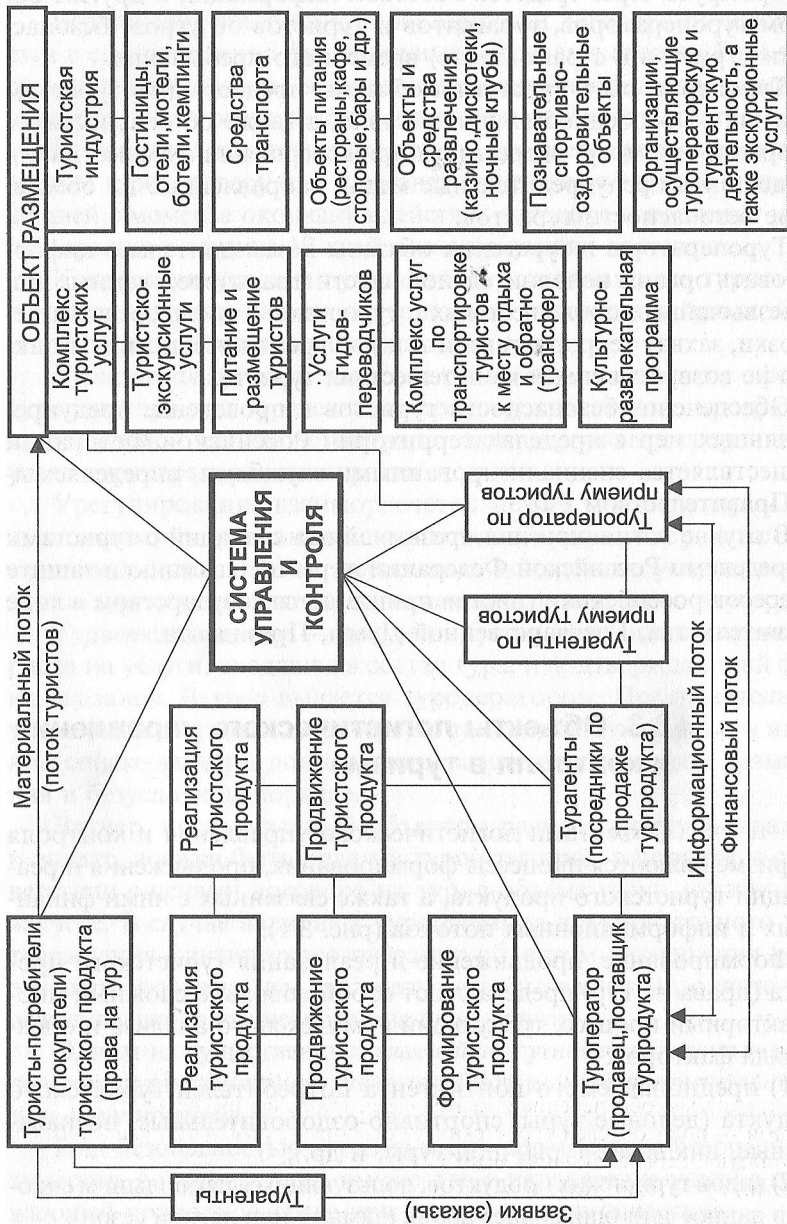 Материальный поток
(поток туристов)
Туристы-потребители
(покупатели)
туристского продукта
(права на тур)
Турагенты
Заявки (заказы)
Реализация
туристского
продукта
Продвижение
туристского
продукта
Формирование
туристского
продукта
Туроператор
(продавец,поставщик
турпродукта)
Реализация
туристского
продукта
Продвижение
туристского
продукта
Турагенты
(посредники по
продаже
турпродукта)
Информационный поток
Финансовый поток
СИСТЕМА
УПРАВЛЕНИЯ
И
КОНТРОЛЯ
Турагенты по
приёму туристов
Туроператор по
приёму туристов
ОБЪЕКТ РАЗМЕЩЕНИЯ
Комплекс
туристских
услуг
Туристско-
экскурсионные
услуги
Питание и
размещение
туристов
Услуги
гидов-
переводчиков
Комплекс услуг
по
транспортировке
туристов
к месту отдыха
и обратно
(трансфер)
Культурно-
развлекательная
программа
Туристская
индустрия
Гостиницы,
отели,мотели,
ботели,кемпинги
Средства
транспорта
Объекты питания
(рестораны,кафе,
столовые,бары и др.)
Объекты и
средства
развлечения
(казино,дискотеки,
ночные клубы)
Познавательные
спортивно-
оздоровительные
объекты
Организации,
осуществляющие
туроператорскую и
турагентскую
деятельность, а
также экскурсионные
услуги